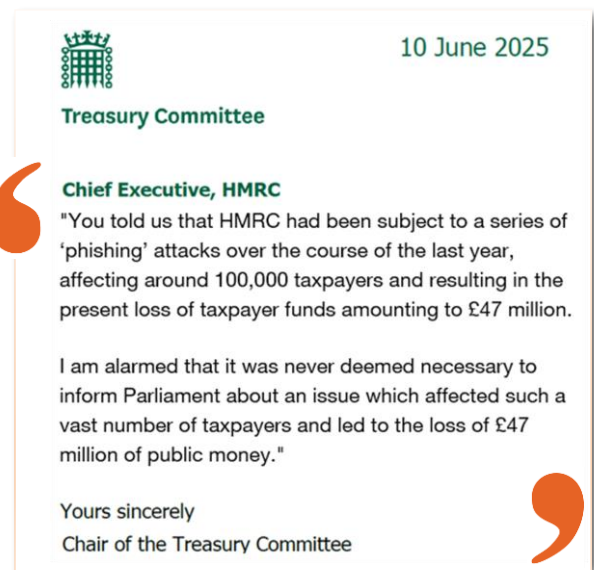 10 June 2025
Treasury Committee
Chief Executive, HMRC
"You told us that HMRC had been subject to a series of
‘phishing’ attacks over the course of the last year,
affecting around 100,000 taxpayers and resulting in the
present loss of taxpayer funds amounting to £47 million.
I am alarmed that it was never deemed necessary to
inform Parliament about an issue which affected such a
vast number of taxpayers and led to the loss of £47
million of public money."
Yours sincerely
Chair of the Treasury Committee